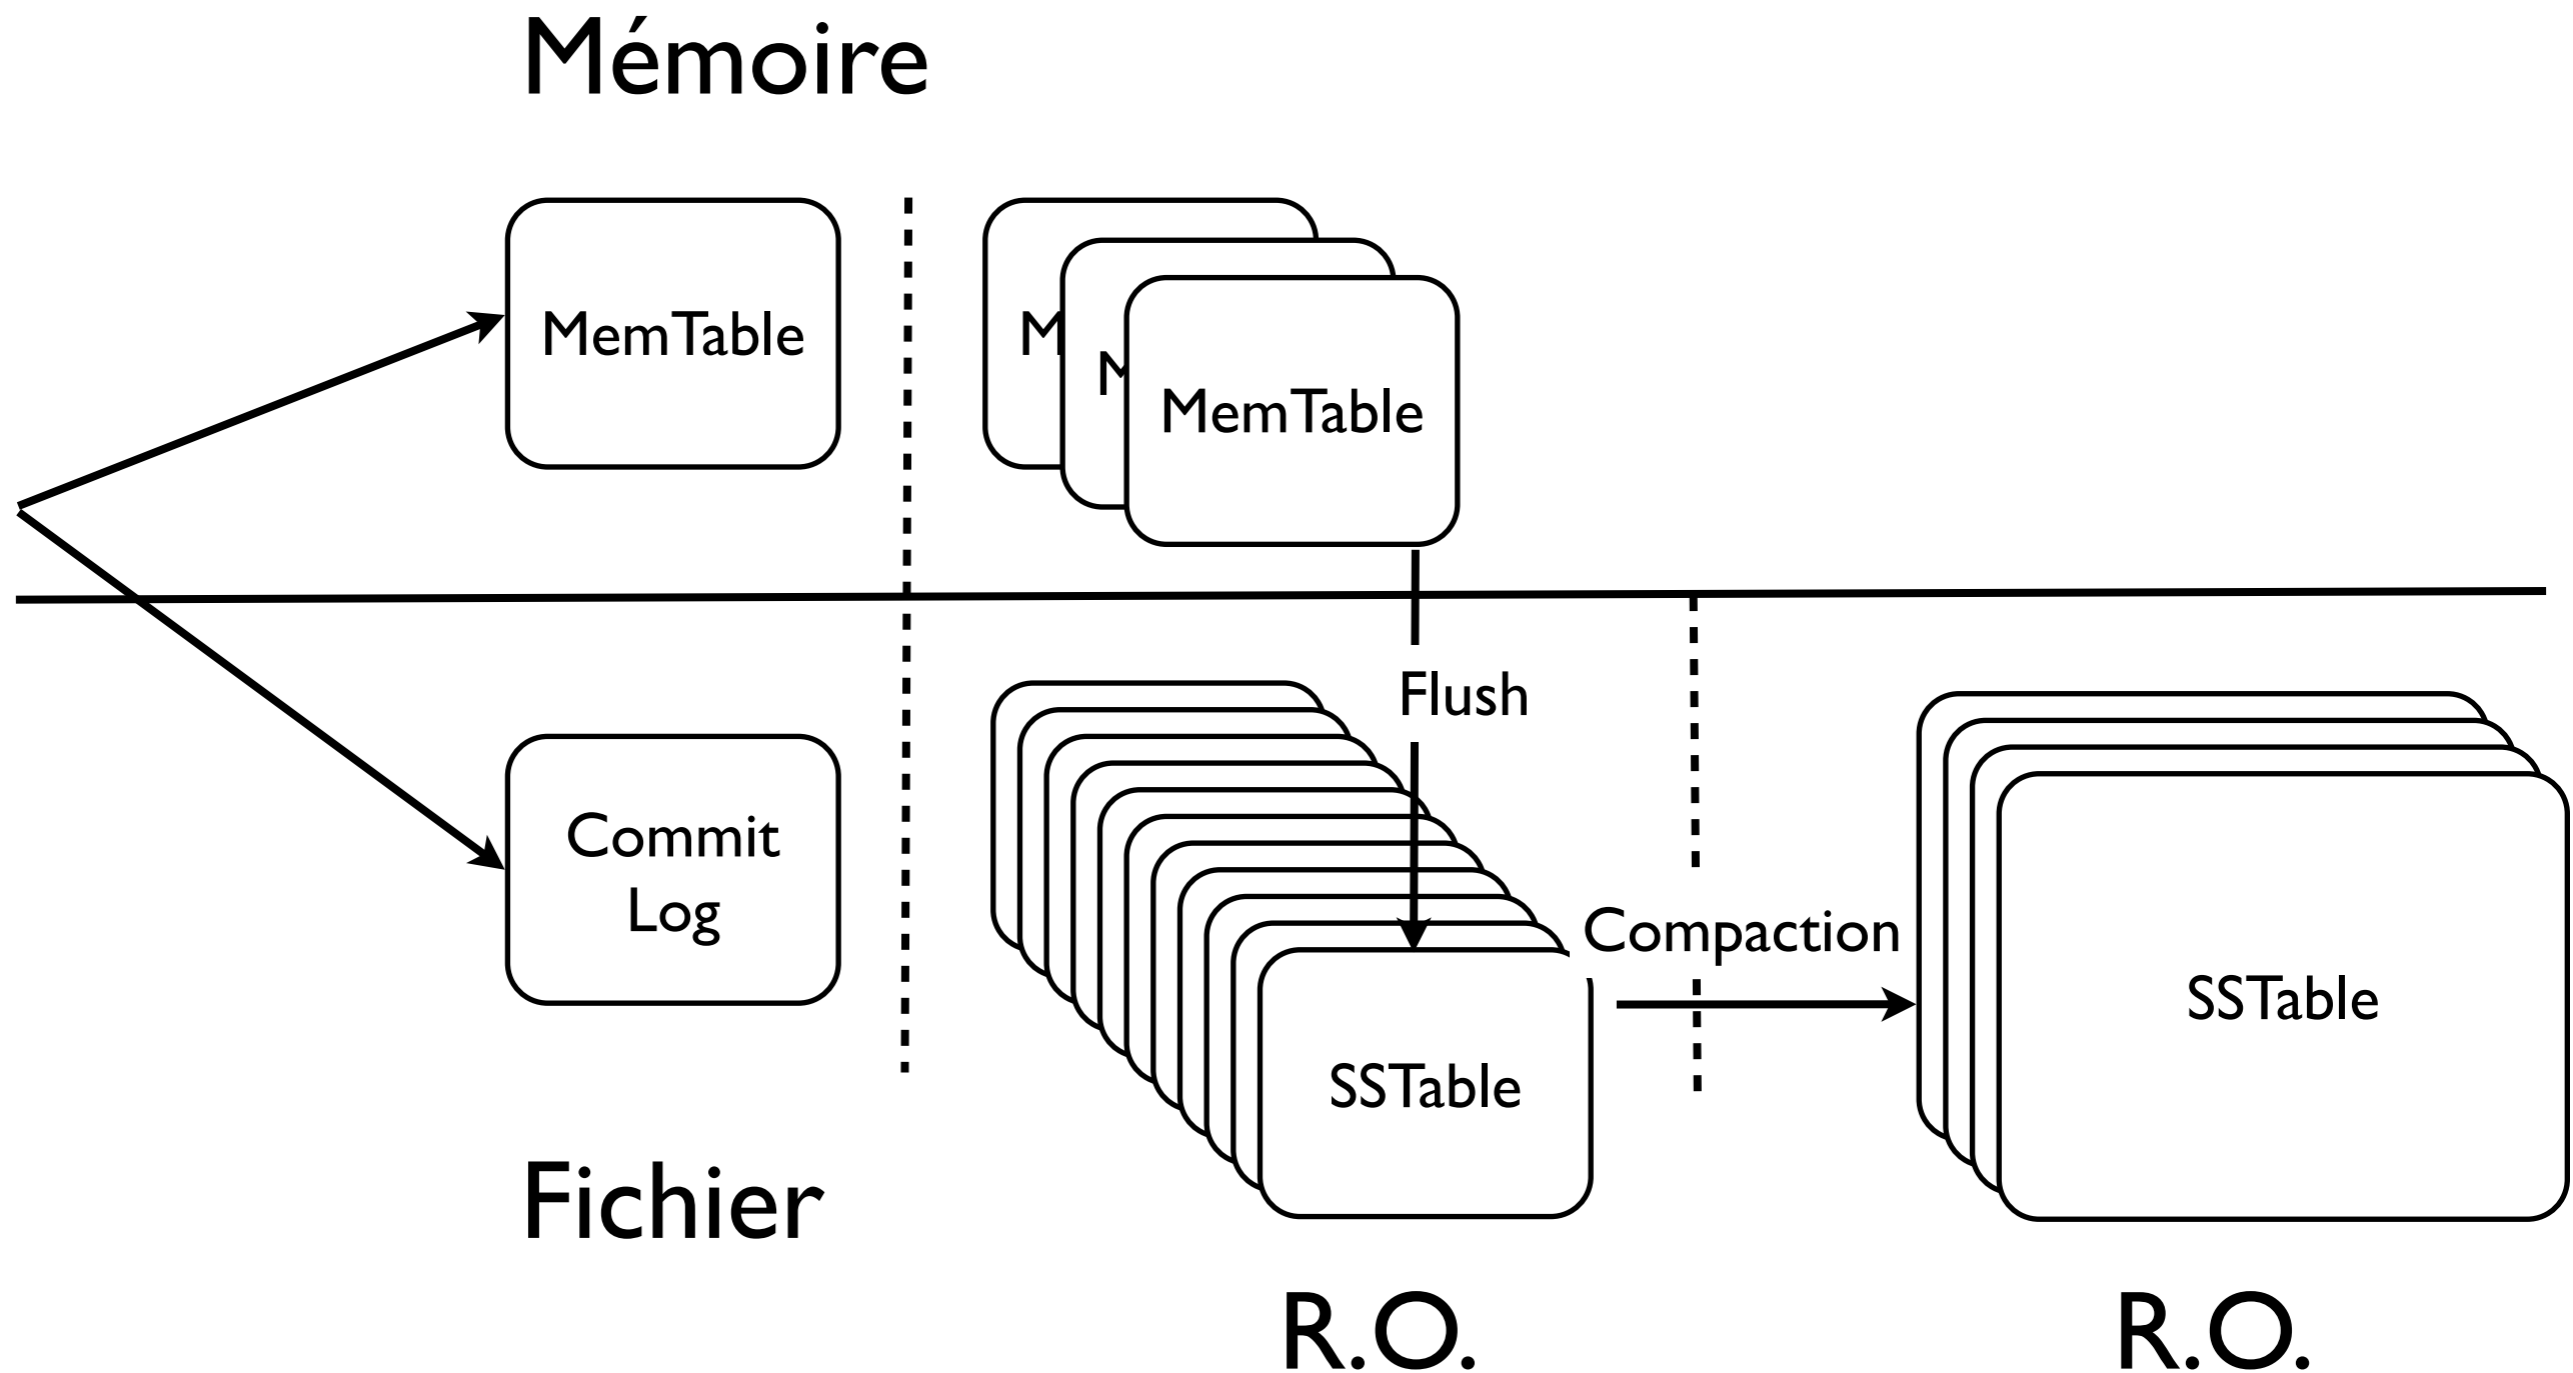 Mémoire
MemTable
M
M
MemTable
Flush
Commit
Log
Compaction
SSTable
SSTable
Fichier
R.O.
R.O.